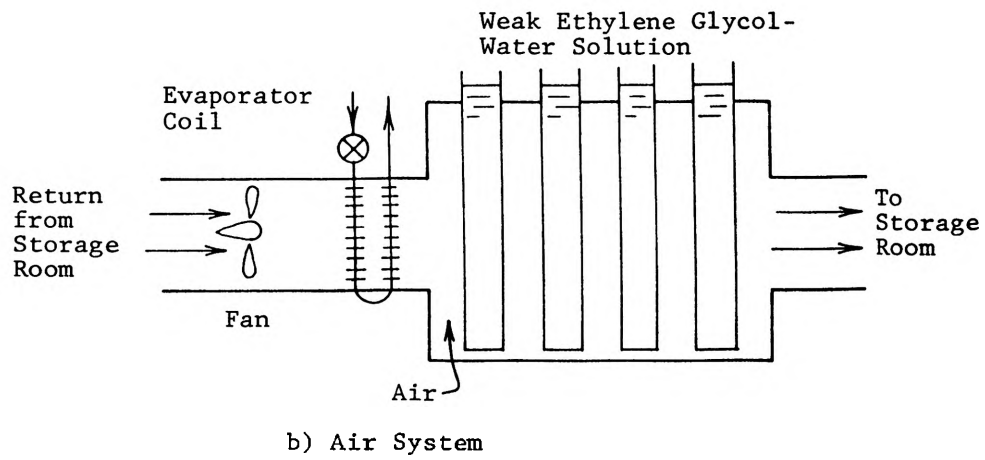 Weak Ethylene Glycol-
Water Solution
Evaporator
Coil
Return
from
Storage
Room
To
Storage
Room
Fan
Air
b) Air System